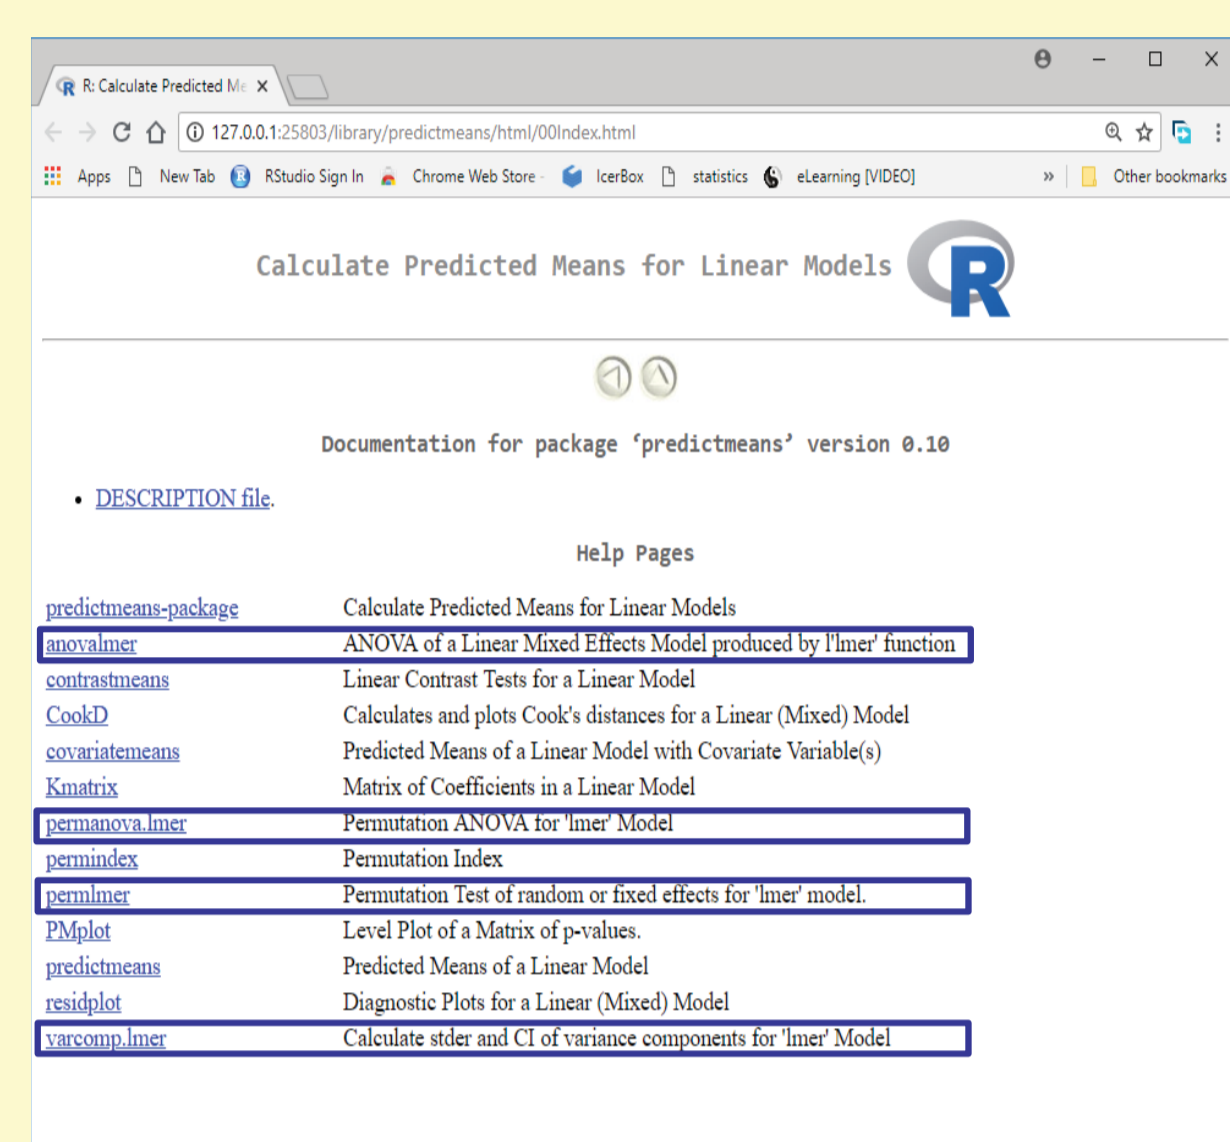 R: Calculate Predicted Me
127.0.0.1:25803/library/predictmeans/html/00Index.html
Apps New Tab RStudio Sign In Chrome Web Store - IcerBox statistics eLearning [VIDEO] » Other bookmarks
Calculate Predicted Means for Linear Models R
Documentation for package ‘predictmeans’ version 0.10
• DESCRIPTION file.
Help Pages
predictmeans-package Calculate Predicted Means for Linear Models
anovalmer ANOVA of a Linear Mixed Effects Model produced by l'lmer' function
contrastmeans Linear Contrast Tests for a Linear Model
CookD Calculates and plots Cook's distances for a Linear (Mixed) Model
covariatemeans Predicted Means of a Linear Model with Covariate Variable(s)
Kmatrix Matrix of Coefficients in a Linear Model
permanova.lmer Permutation ANOVA for 'lmer' Model
permindex Permutation Index
permlmer Permutation Test of random or fixed effects for 'lmer' model.
PMplot Level Plot of a Matrix of p-values.
predictmeans Predicted Means of a Linear Model
residplot Diagnostic Plots for a Linear (Mixed) Model
varcomp.lmer Calculate stder and CI of variance components for 'lmer' Model